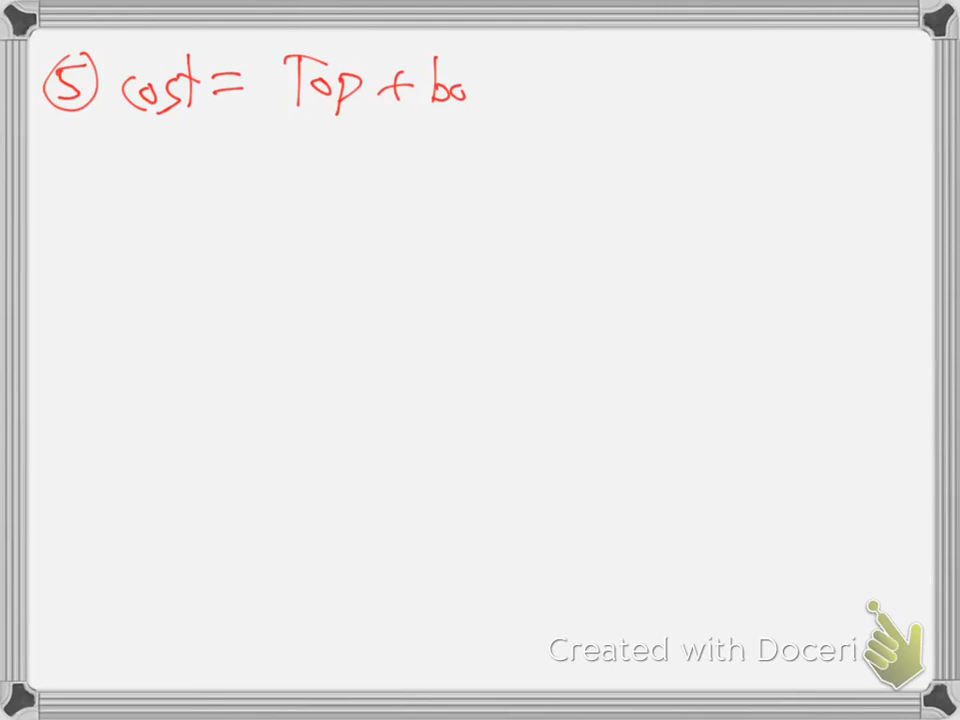 ⑤ cost = Top + bo
Created with Doceri